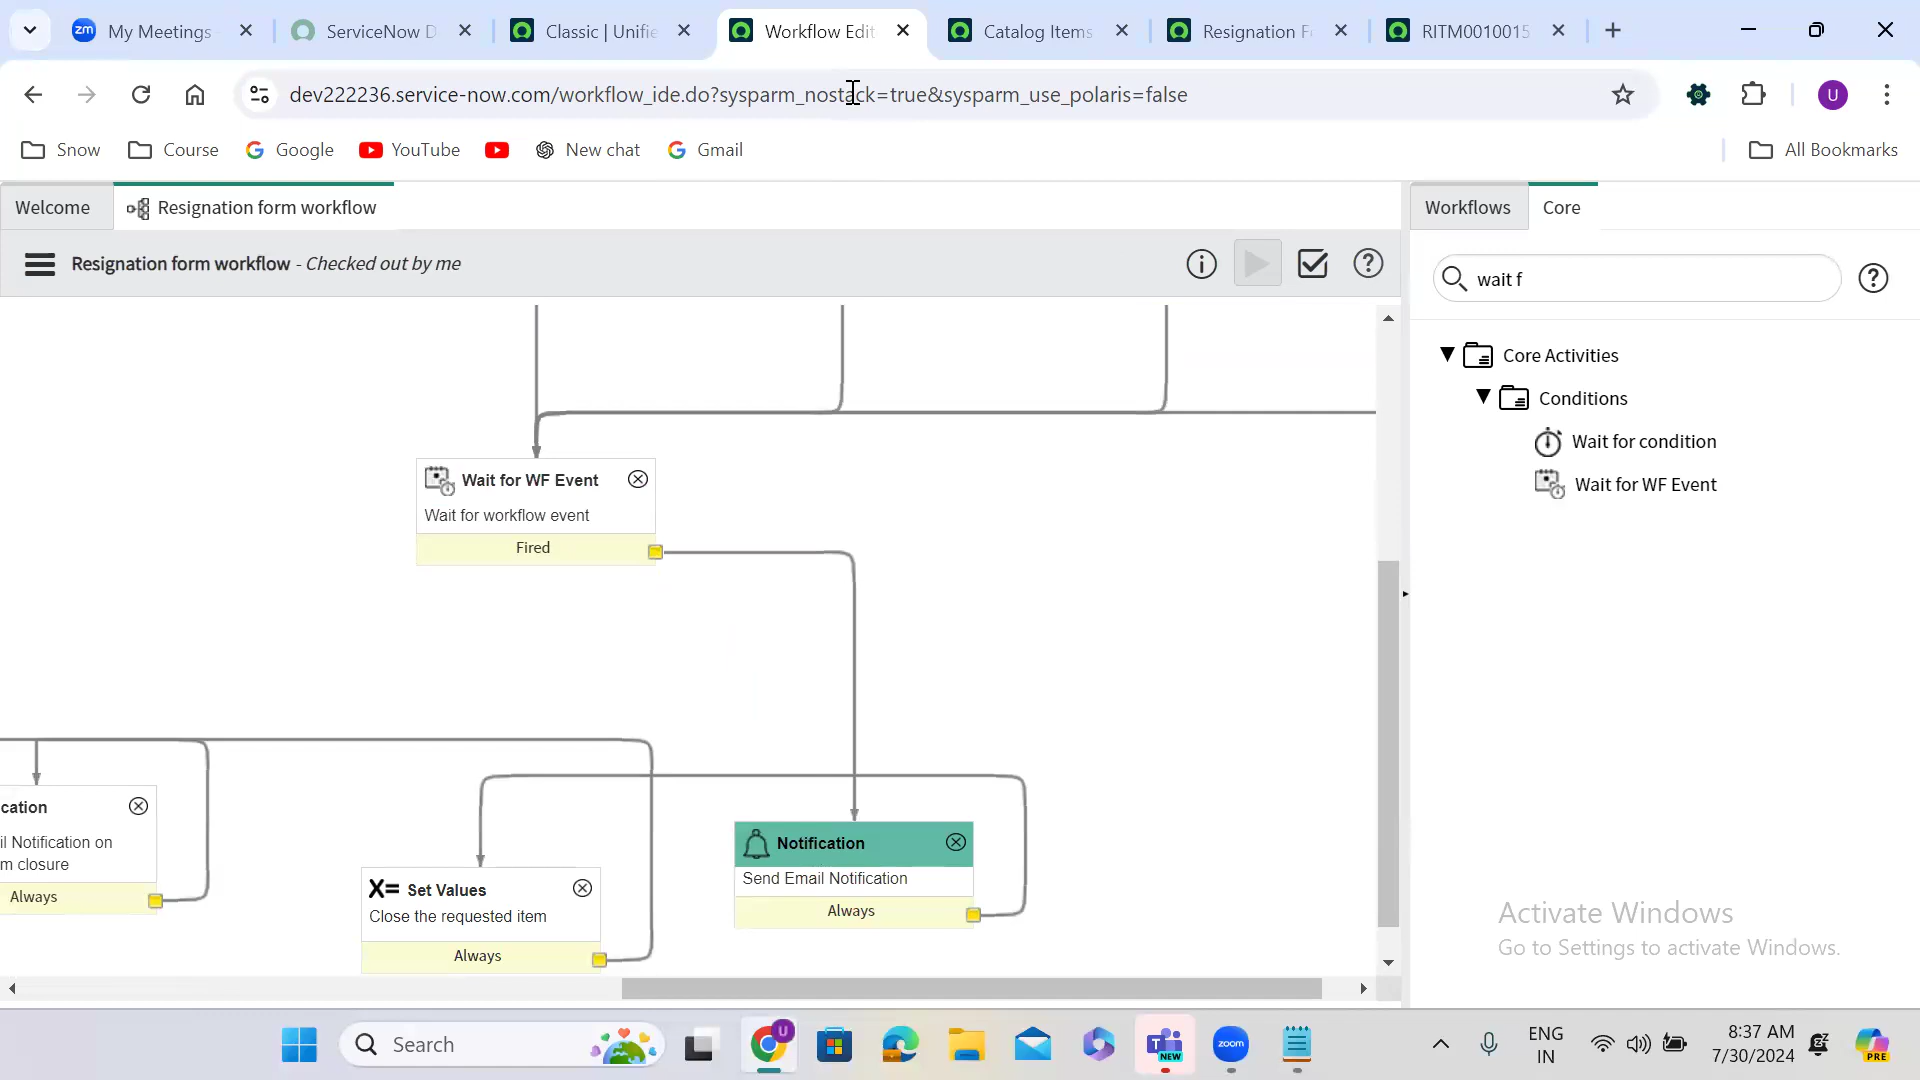 zm My Meetings
ServiceNow D
Classic | Unifie
Workflow Edit
Catalog Items
Resignation F
RITM0010015
dev222236.service-now.com/workflow_ide.do?sysparm_nostack=true&sysparm_use_polaris=false
U
Snow
Course
Google
YouTube
New chat
Gmail
All Bookmarks
Welcome
Resignation form workflow
Workflows
Core
Resignation form workflow - Checked out by me
wait f
Core Activities
Conditions
Wait for condition
Wait for WF Event
Wait for WF Event
Wait for workflow event
Fired
cation
il Notification on
m closure
Always
Set Values
Close the requested item
Always
Notification
Send Email Notification
Always
Activate Windows
Go to Settings to activate Windows.
Search
U
NEW
zoom
ENG
IN
8:37 AM
7/30/2024
PRE